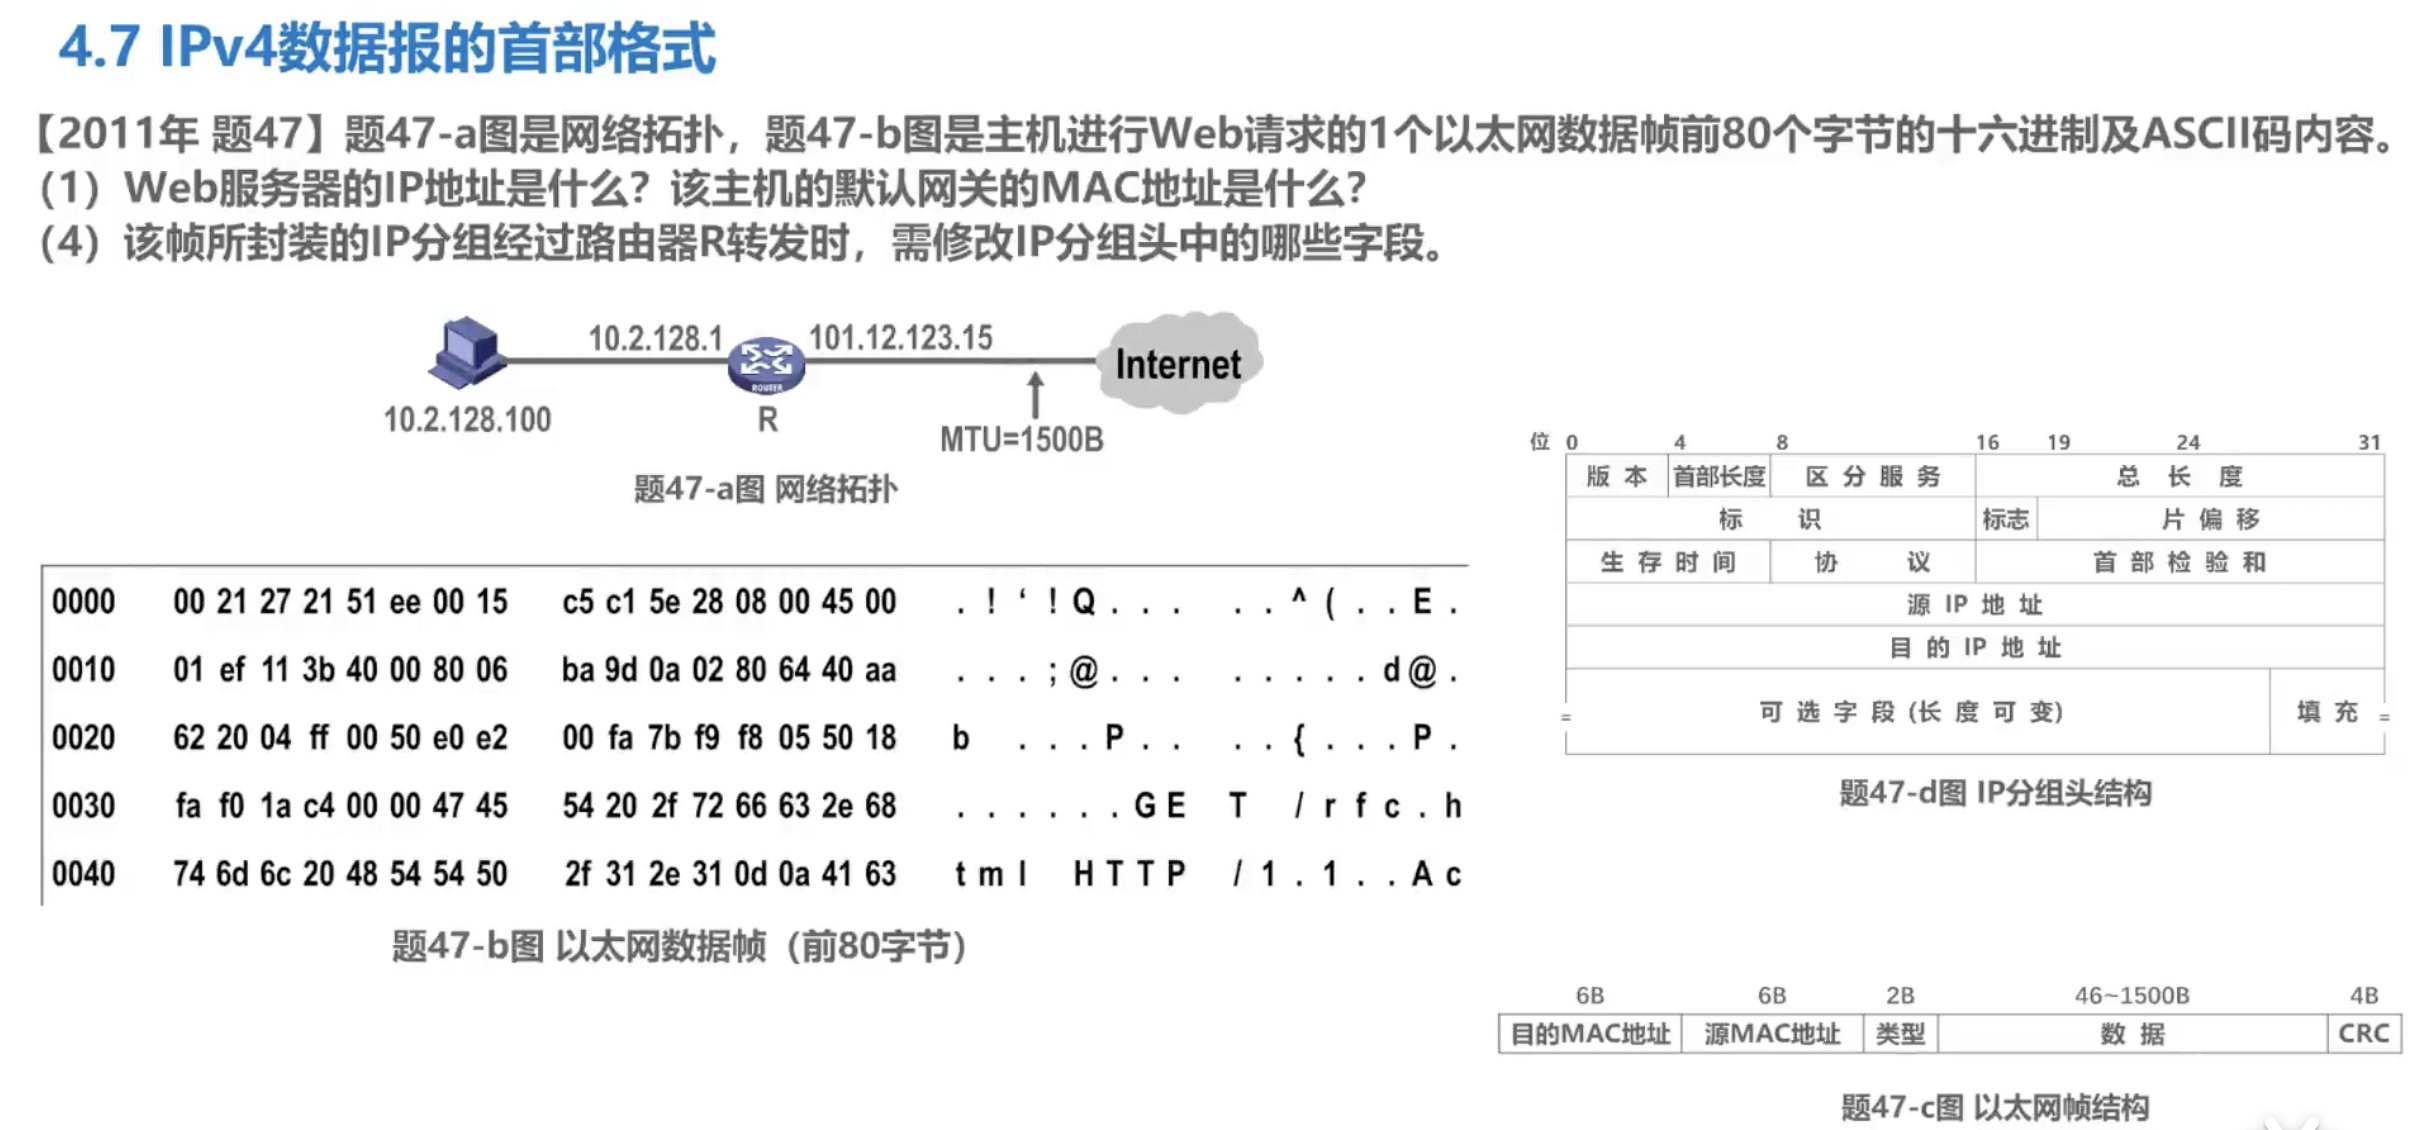 4.7 IPv4数据报的首部格式
【2011年 题47】题47-a图是网络拓扑，题47-b图是主机进行Web请求的1个以太网数据帧前80个字节的十六进制及ASCII码内容。
（1）Web服务器的IP地址是什么？该主机的默认网关的MAC地址是什么？
（4）该帧所封装的IP分组经过路由器R转发时，需修改IP分组头中的哪些字段。
10.2.128.1 101.12.123.15
ROUTER
Internet
10.2.128.100 R
MTU=1500B
题47-a图 网络拓扑
0000 00 21 27 21 51 ee 00 15 c5 c1 5e 28 08 00 45 00 . ! ‘ ! Q . . . . . ^ ( . . E .
0010 01 ef 11 3b 40 00 80 06 ba 9d 0a 02 80 64 40 aa . . . ; @ . . . . . . . . d @ .
0020 62 20 04 ff 00 50 e0 e2 00 fa 7b f9 f8 05 50 18 b . . . P . . . . { . . . P .
0030 fa f0 1a c4 00 00 47 45 54 20 2f 72 66 63 2e 68 . . . . . . G E T / r f c . h
0040 74 6d 6c 20 48 54 54 50 2f 31 2e 31 0d 0a 41 63 t m l H T T P / 1 . 1 . . A c
题47-b图 以太网数据帧（前80字节）
位 0 4 8 16 19 24 31
版 本 首部长度 区 分 服 务 总 长 度
标 识 标志 片 偏 移
生 存 时 间 协 议 首 部 检 验 和
源 IP 地 址
目 的 IP 地 址
可 选 字 段 (长 度 可 变) 填 充
题47-d图 IP分组头结构
6B 6B 2B 46~1500B 4B
目的MAC地址 源MAC地址 类型 数 据 CRC
题47-c图 以太网帧结构